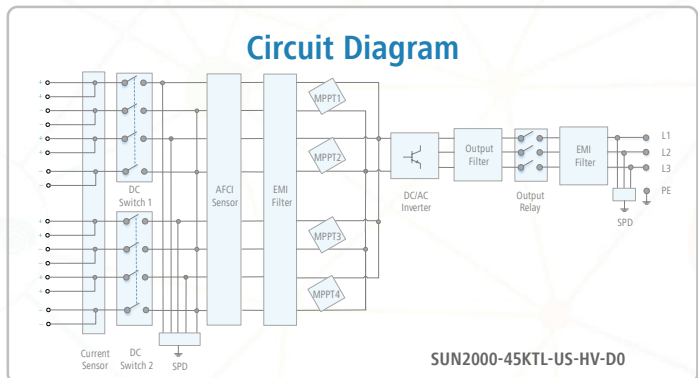 Circuit Diagram
+
+
−
−
+
+
−
−
+
+
−
−
+
+
−
−
MPPT1
MPPT2
MPPT3
MPPT4
DC
Switch 1
AFCI
Sensor
EMI
Filter
DC/AC
Inverter
Output
Filter
Output
Relay
EMI
Filter
L1
L2
L3
PE
SPD
Current
Sensor
DC
Switch 2
SPD
SUN2000-45KTL-US-HV-D0